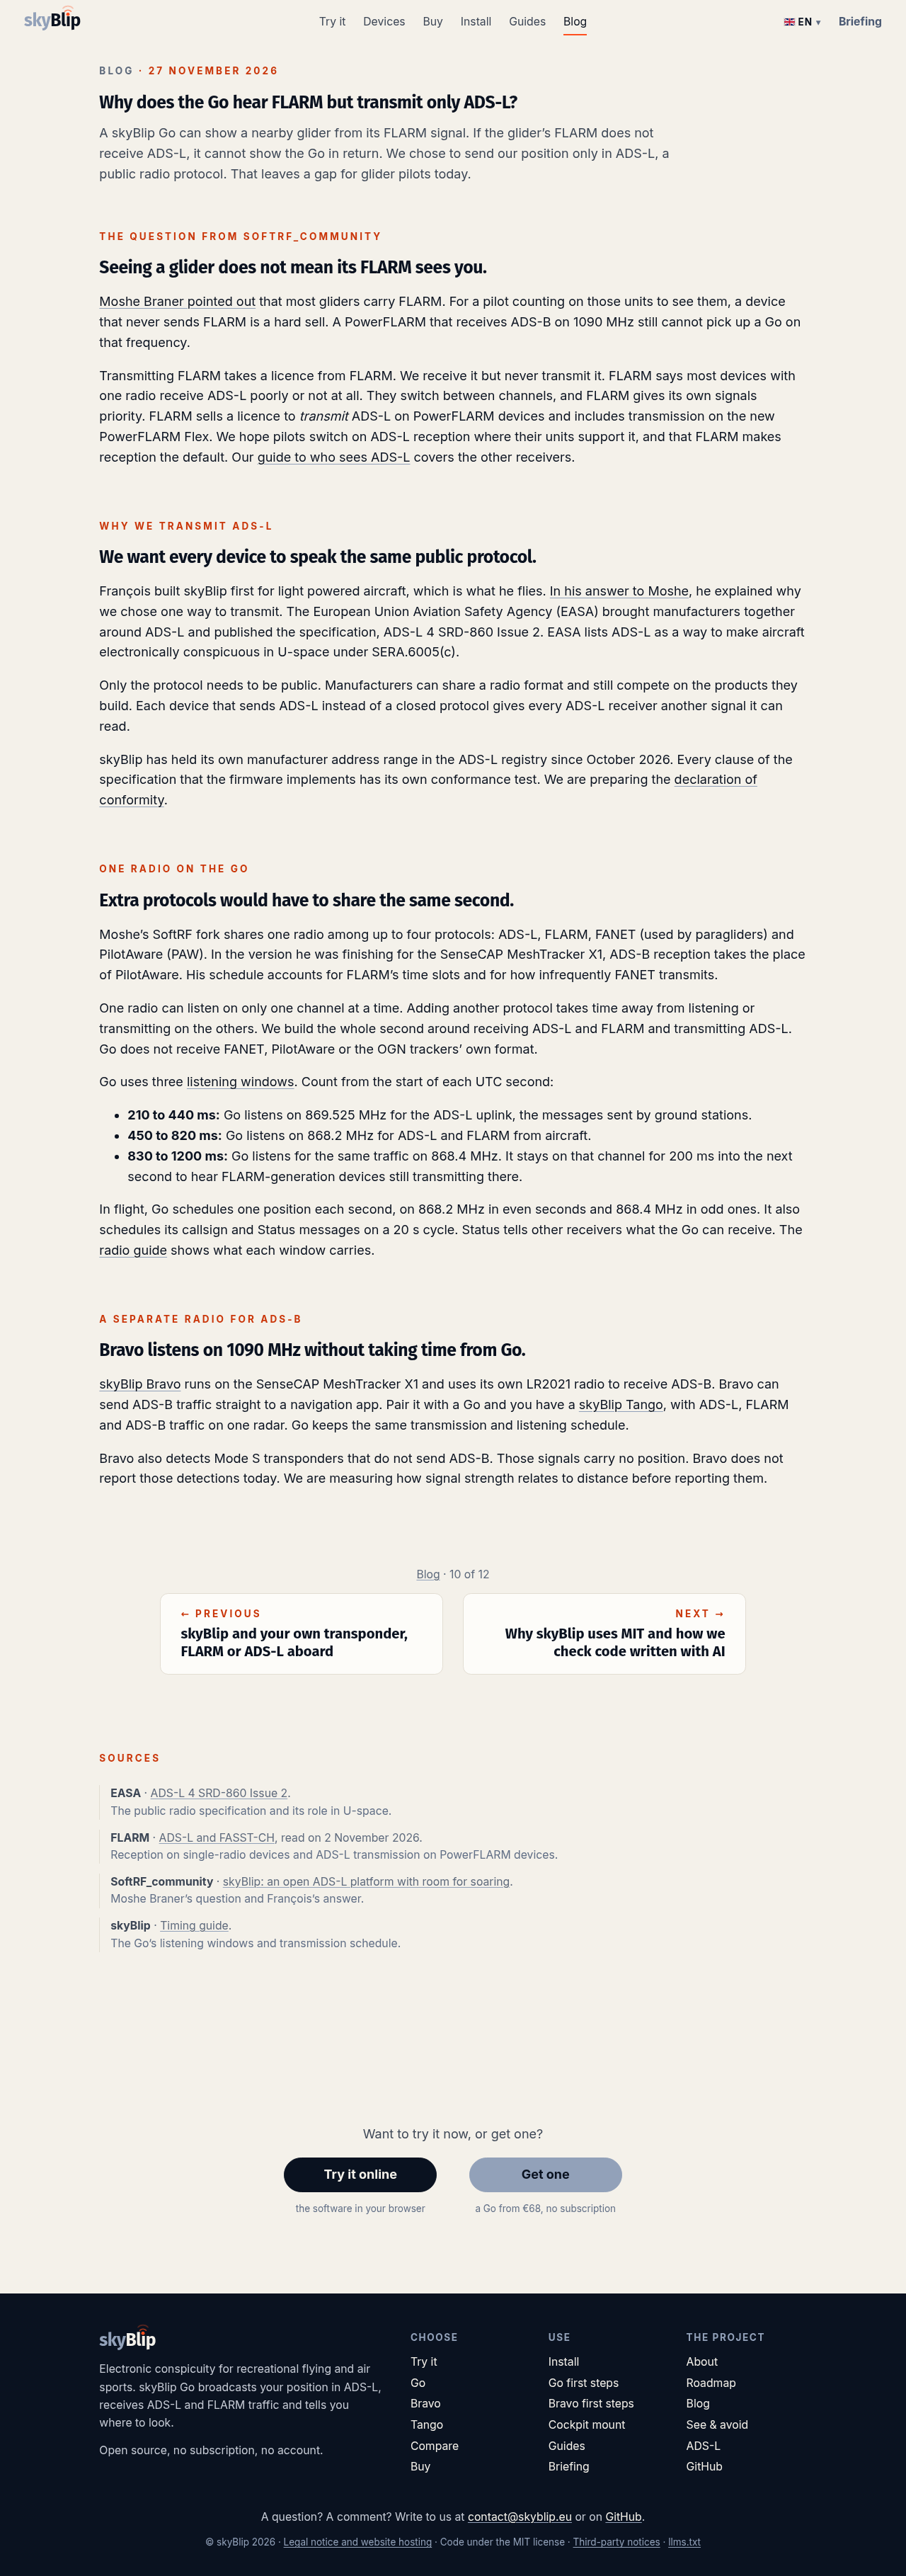 skyBlip
Try it Devices Buy Install Guides Blog
EN ▾ Briefing
BLOG · 27 NOVEMBER 2026
Why does the Go hear FLARM but transmit only ADS-L?
A skyBlip Go can show a nearby glider from its FLARM signal. If the glider’s FLARM does not
receive ADS-L, it cannot show the Go in return. We chose to send our position only in ADS-L, a
public radio protocol. That leaves a gap for glider pilots today.
THE QUESTION FROM SOFTRF_COMMUNITY
Seeing a glider does not mean its FLARM sees you.
Moshe Braner pointed out that most gliders carry FLARM. For a pilot counting on those units to see them, a device
that never sends FLARM is a hard sell. A PowerFLARM that receives ADS-B on 1090 MHz still cannot pick up a Go on
that frequency.
Transmitting FLARM takes a licence from FLARM. We receive it but never transmit it. FLARM says most devices with
one radio receive ADS-L poorly or not at all. They switch between channels, and FLARM gives its own signals
priority. FLARM sells a licence to transmit ADS-L on PowerFLARM devices and includes transmission on the new
PowerFLARM Flex. We hope pilots switch on ADS-L reception where their units support it, and that FLARM makes
reception the default. Our guide to who sees ADS-L covers the other receivers.
WHY WE TRANSMIT ADS-L
We want every device to speak the same public protocol.
François built skyBlip first for light powered aircraft, which is what he flies. In his answer to Moshe, he explained why
we chose one way to transmit. The European Union Aviation Safety Agency (EASA) brought manufacturers together
around ADS-L and published the specification, ADS-L 4 SRD-860 Issue 2. EASA lists ADS-L as a way to make aircraft
electronically conspicuous in U-space under SERA.6005(c).
Only the protocol needs to be public. Manufacturers can share a radio format and still compete on the products they
build. Each device that sends ADS-L instead of a closed protocol gives every ADS-L receiver another signal it can
read.
skyBlip has held its own manufacturer address range in the ADS-L registry since October 2026. Every clause of the
specification that the firmware implements has its own conformance test. We are preparing the declaration of
conformity.
ONE RADIO ON THE GO
Extra protocols would have to share the same second.
Moshe’s SoftRF fork shares one radio among up to four protocols: ADS-L, FLARM, FANET (used by paragliders) and
PilotAware (PAW). In the version he was finishing for the SenseCAP MeshTracker X1, ADS-B reception takes the place
of PilotAware. His schedule accounts for FLARM’s time slots and for how infrequently FANET transmits.
One radio can listen on only one channel at a time. Adding another protocol takes time away from listening or
transmitting on the others. We build the whole second around receiving ADS-L and FLARM and transmitting ADS-L.
Go does not receive FANET, PilotAware or the OGN trackers’ own format.
Go uses three listening windows. Count from the start of each UTC second:
• 210 to 440 ms: Go listens on 869.525 MHz for the ADS-L uplink, the messages sent by ground stations.
• 450 to 820 ms: Go listens on 868.2 MHz for ADS-L and FLARM from aircraft.
• 830 to 1200 ms: Go listens for the same traffic on 868.4 MHz. It stays on that channel for 200 ms into the next
second to hear FLARM-generation devices still transmitting there.
In flight, Go schedules one position each second, on 868.2 MHz in even seconds and 868.4 MHz in odd ones. It also
schedules its callsign and Status messages on a 20 s cycle. Status tells other receivers what the Go can receive. The
radio guide shows what each window carries.
A SEPARATE RADIO FOR ADS-B
Bravo listens on 1090 MHz without taking time from Go.
skyBlip Bravo runs on the SenseCAP MeshTracker X1 and uses its own LR2021 radio to receive ADS-B. Bravo can
send ADS-B traffic straight to a navigation app. Pair it with a Go and you have a skyBlip Tango, with ADS-L, FLARM
and ADS-B traffic on one radar. Go keeps the same transmission and listening schedule.
Bravo also detects Mode S transponders that do not send ADS-B. Those signals carry no position. Bravo does not
report those detections today. We are measuring how signal strength relates to distance before reporting them.
Blog · 10 of 12
← PREVIOUS
skyBlip and your own transponder,
FLARM or ADS-L aboard
NEXT →
Why skyBlip uses MIT and how we
check code written with AI
SOURCES
EASA · ADS-L 4 SRD-860 Issue 2.
The public radio specification and its role in U-space.
FLARM · ADS-L and FASST-CH, read on 2 November 2026.
Reception on single-radio devices and ADS-L transmission on PowerFLARM devices.
SoftRF_community · skyBlip: an open ADS-L platform with room for soaring.
Moshe Braner’s question and François’s answer.
skyBlip · Timing guide.
The Go’s listening windows and transmission schedule.
Want to try it now, or get one?
Try it online
the software in your browser
Get one
a Go from €68, no subscription
skyBlip
Electronic conspicuity for recreational flying and air
sports. skyBlip Go broadcasts your position in ADS-L,
receives ADS-L and FLARM traffic and tells you
where to look.
Open source, no subscription, no account.
CHOOSE
Try it
Go
Bravo
Tango
Compare
Buy
USE
Install
Go first steps
Bravo first steps
Cockpit mount
Guides
Briefing
THE PROJECT
About
Roadmap
Blog
See & avoid
ADS-L
GitHub
A question? A comment? Write to us at contact@skyblip.eu or on GitHub.
© skyBlip 2026 · Legal notice and website hosting · Code under the MIT license · Third-party notices · llms.txt